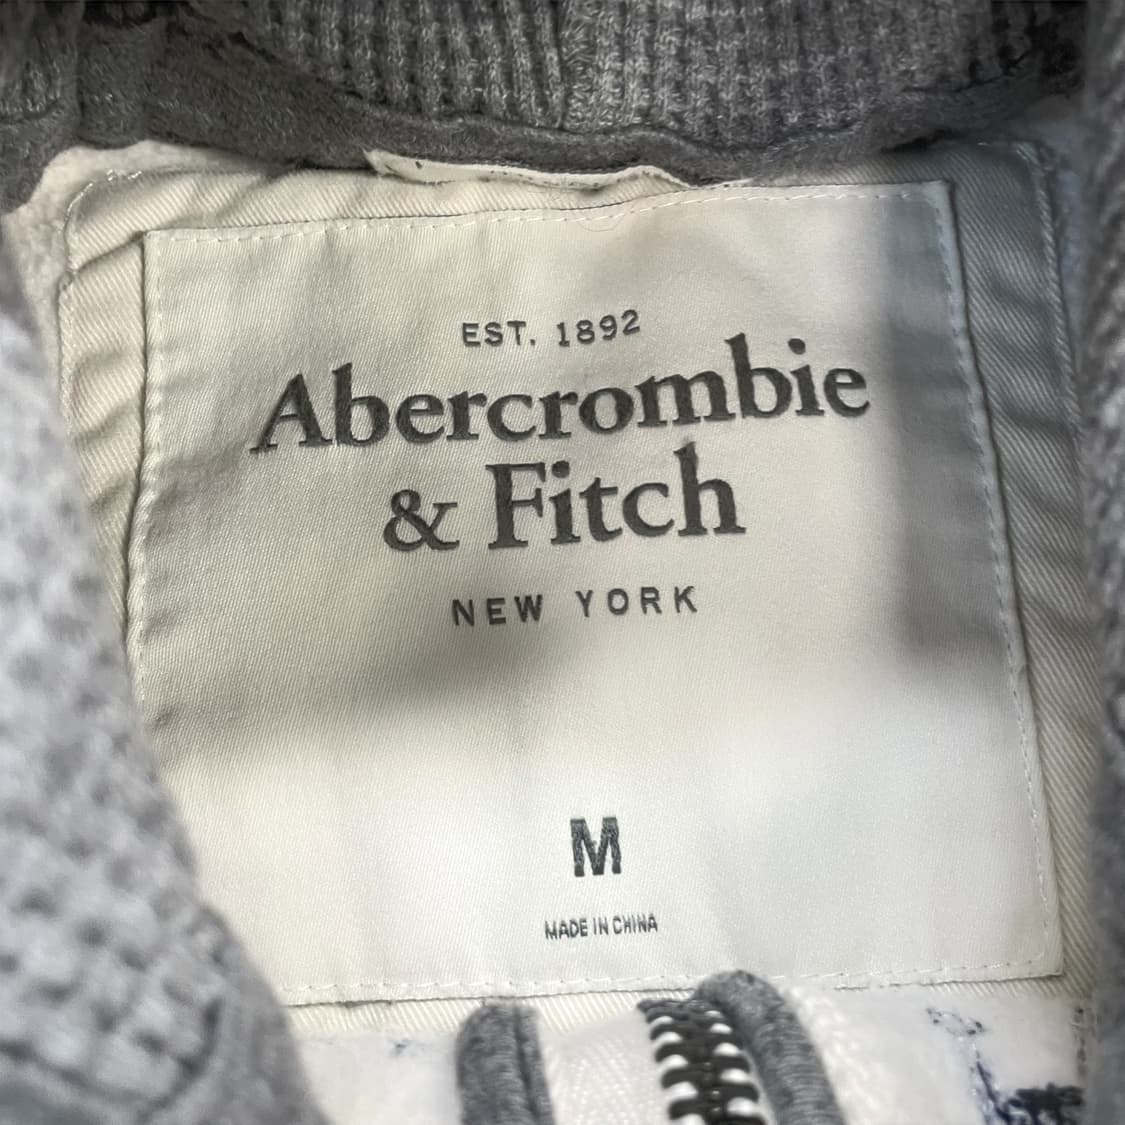 EST. 1892
Abercrombie
& Fitch
NEW YORK
M
MADE IN CHINA